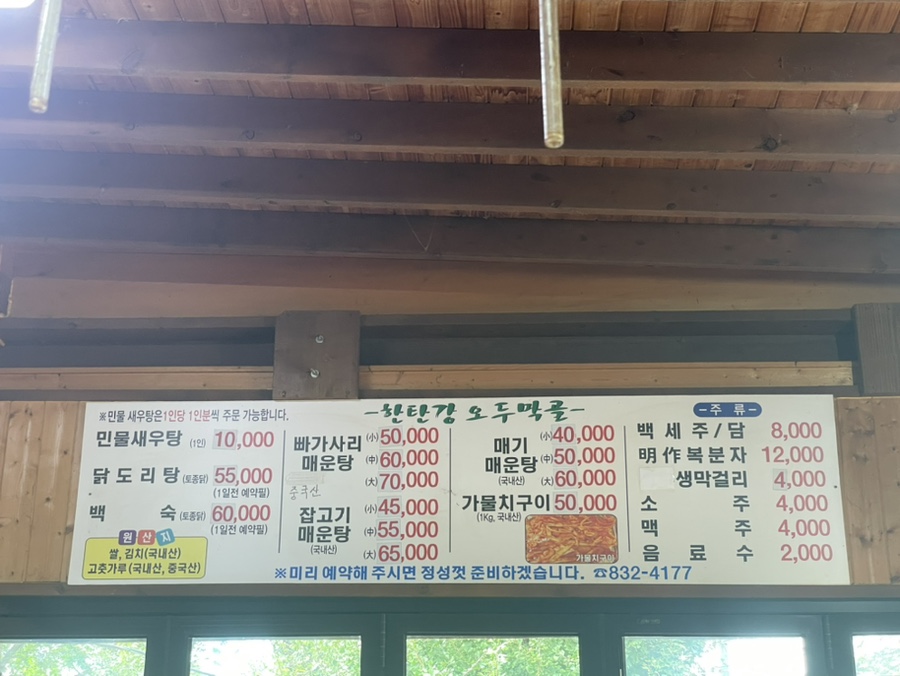 -한탄강 오두막골-
※민물 새우탕은1인당 1인분씩 주문 가능합니다.
민물새우탕 (1인) 10,000
닭도리탕 (토종닭) 55,000
(1일전 예약필)
백 숙 (토종닭) 60,000
(1일전 예약필)
원산지
쌀, 김치(국내산)
고춧가루(국내산, 중국산)
빠가사리 매운탕
(小) 50,000
(中) 60,000
(大) 70,000
중국산
잡고기 매운탕
(국내산)
(小) 45,000
(中) 55,000
(大) 65,000
메기 매운탕
(국내산)
(小) 40,000
(中) 50,000
(大) 60,000
가물치구이 50,000
(1Kg, 국내산)
가물치구이
- 주 류 -
백 세 주 / 담 8,000
明 作 복 분 자 12,000
생막걸리 4,000
소 주 4,000
맥 주 4,000
음 료 수 2,000
※미리 예약해 주시면 정성껏 준비하겠습니다. ☎832-4177